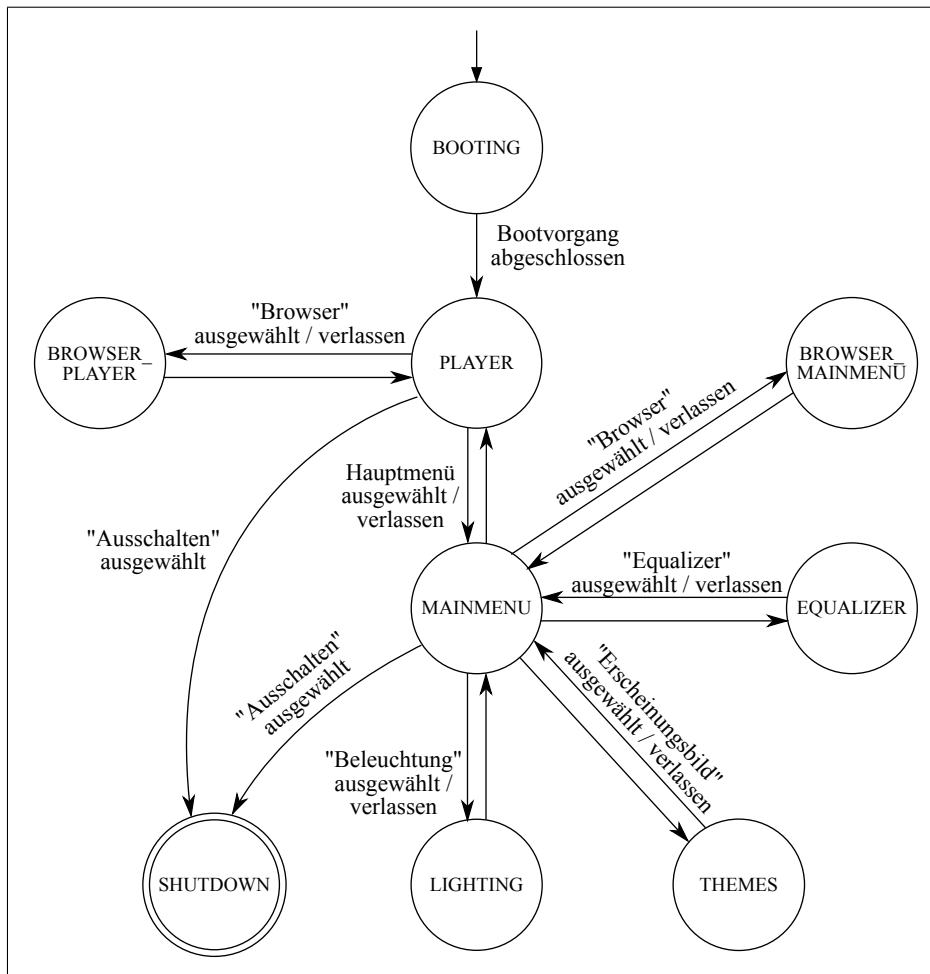 BOOTING
Bootvorgang
abgeschlossen
"Browser"
ausgewählt / verlassen
BROWSER_
PLAYER
PLAYER
BROWSER_
MAINMENÜ
"Browser"
ausgewählt / verlassen
Hauptmenü
ausgewählt /
verlassen
"Ausschalten"
ausgewählt
"Equalizer"
ausgewählt / verlassen
MAINMENU
EQUALIZER
"Ausschalten"
ausgewählt
"Erscheinungsbild"
ausgewählt / verlassen
"Beleuchtung"
ausgewählt /
verlassen
SHUTDOWN
LIGHTING
THEMES